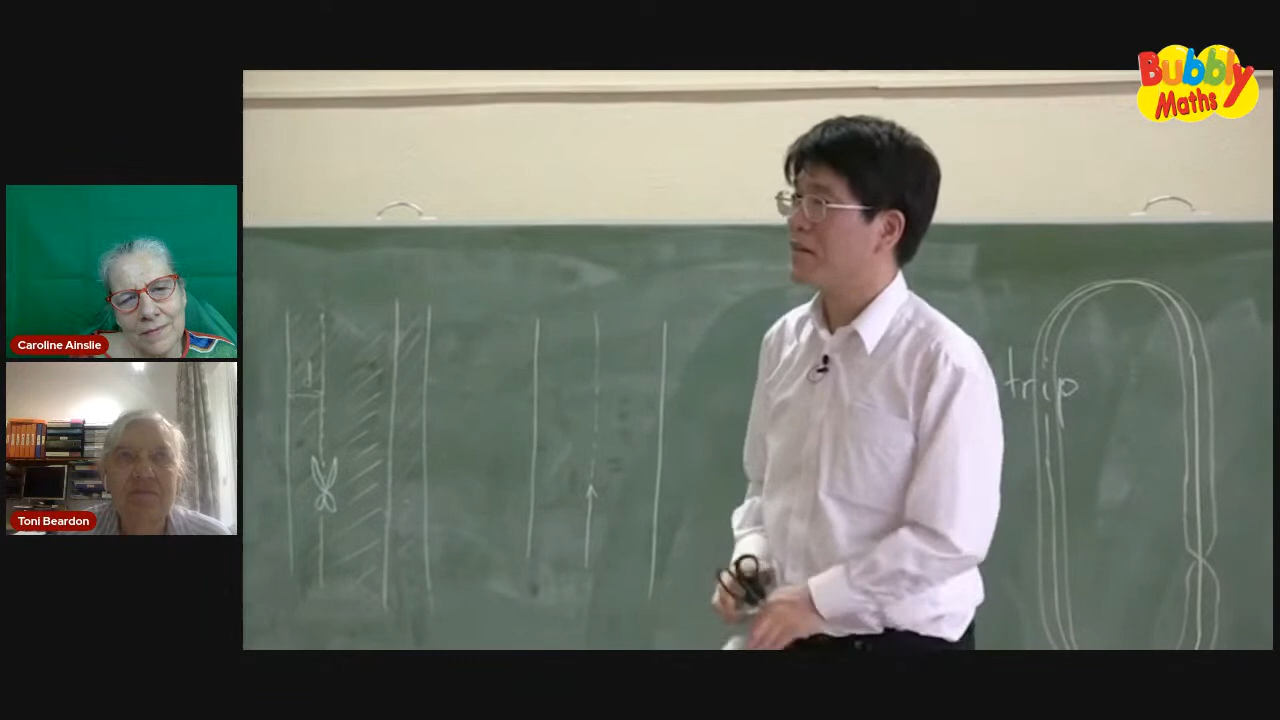 Bubbly
Maths
Caroline Ainslie
Toni Beardon
d
trip